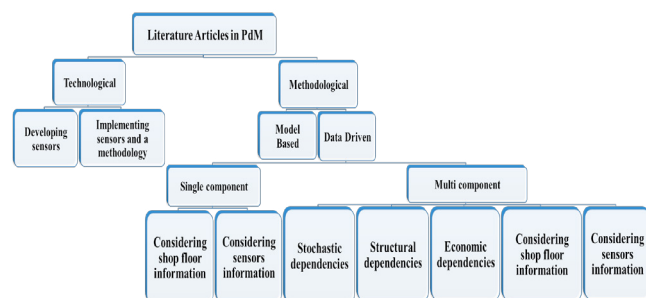 Literature Articles in PdM
Technological
Methodological
Developing
sensors
Implementing
sensors and a
methodology
Model
Based
Data Driven
Single component
Multi component
Considering
shop floor
information
Considering
sensors
information
Stochastic
dependencies
Structural
dependencies
Economic
dependencies
Considering
shop floor
information
Considering
sensors
information